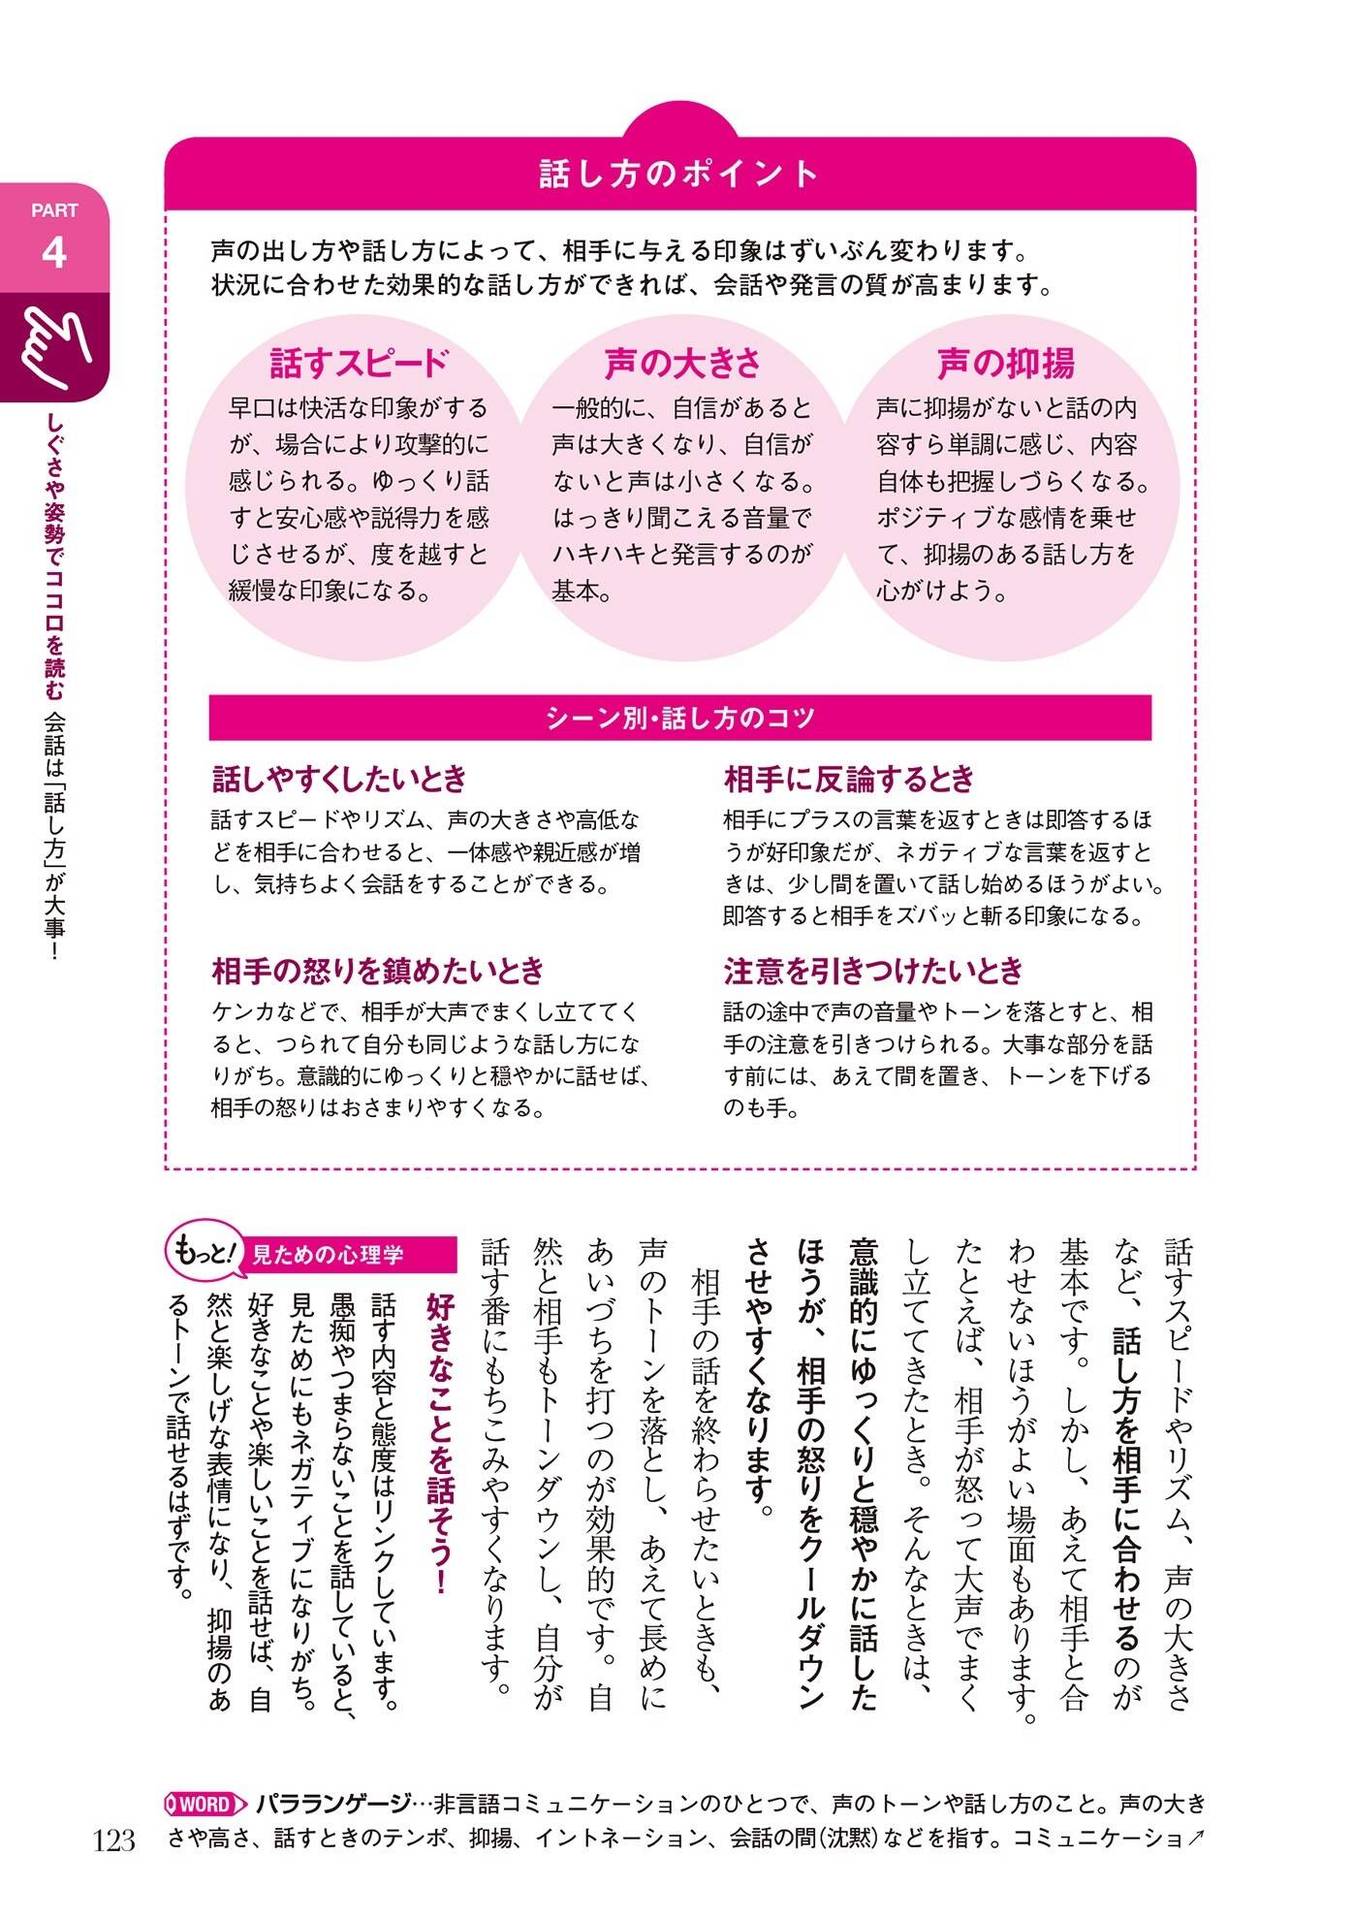 話し方のポイント
声の出し方や話し方によって、相手に与える印象はずいぶん変わります。
状況に合わせた効果的な話し方ができれば、会話や発言の質が高まります。
話すスピード
早口は快活な印象がする
が、場合により攻撃的に
感じられる。ゆっくり話
すと安心感や説得力を感
じさせるが、度を越すと
緩慢な印象になる。
声の大きさ
一般的に、自信があると
声は大きくなり、自信が
ないと声は小さくなる。
はっきり聞こえる音量で
ハキハキと発言するのが
基本。
声の抑揚
声に抑揚がないと話の内
容すら単調に感じ、内容
自体も把握しづらくなる。
ポジティブな感情を乗せ
て、抑揚のある話し方を
心がけよう。
シーン別・話し方のコツ
話しやすくしたいとき
話すスピードやリズム、声の大きさや高低な
どを相手に合わせると、一体感や親近感が増
し、気持ちよく会話をすることができる。
相手に反論するとき
相手にプラスの言葉を返すときは即答するほ
うが好印象だが、ネガティブな言葉を返すと
きは、少し間を置いて話し始めるほうがよい。
即答すると相手をズバッと斬る印象になる。
相手の怒りを鎮めたいとき
ケンカなどで、相手が大声でまくし立ててく
ると、つられて自分も同じような話し方にな
りがち。意識的にゆっくりと穏やかに話せば、
相手の怒りはおさまりやすくなる。
注意を引きつけたいとき
話の途中で声の音量やトーンを落とすと、相
手の注意を引きつけられる。大事な部分を話
す前には、あえて間を置き、トーンを下げる
のも手。
PART
4
しぐさや姿勢でココロを読む 会話は「話し方」が大事！
話すスピードやリズム、声の大きさ
など、話し方を相手に合わせるのが
基本です。しかし、あえて相手と合
わせないほうがよい場面もあります。
たとえば、相手が怒って大声でまく
し立ててきたとき。そんなときは、
意識的にゆっくりと穏やかに話した
ほうが、相手の怒りをクールダウン
させやすくなります。
相手の話を終わらせたいときも、
声のトーンを落とし、あえて長めに
あいづちを打つのが効果的です。自
然と相手もトーンダウンし、自分が
話す番にもちこみやすくなります。
もっと！ 見ための心理学
好きなことを話そう！
話す内容と態度はリンクしています。
愚痴やつまらないことを話していると、
見ためにもネガティブになりがち。
好きなことや楽しいことを話せば、自
然と楽しげな表情になり、抑揚のあ
るトーンで話せるはずです。
WORD パラランゲージ…非言語コミュニケーションのひとつで、声のトーンや話し方のこと。声の大き
さや高さ、話すときのテンポ、抑揚、イントネーション、会話の間（沈黙）などを指す。コミュニケーショ↗
123